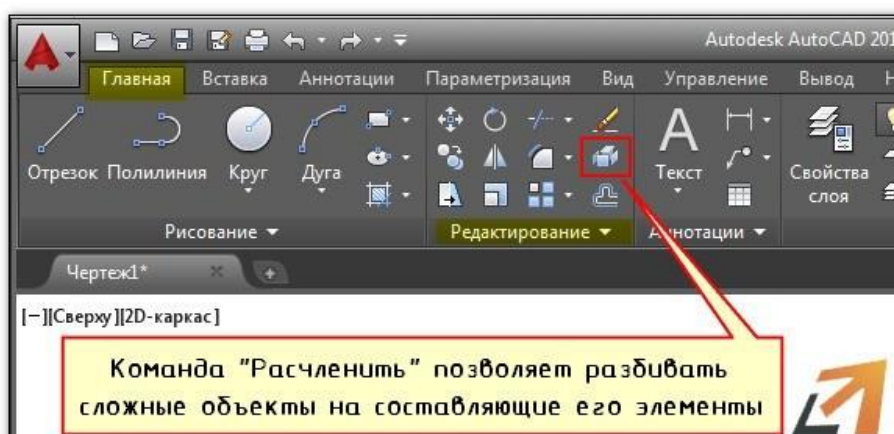 Autodesk AutoCAD 201
Главная Вставка Аннотации Параметризация Вид Управление Вывод
Отрезок Полилиния Круг Дуга Текст Свойства
слоя
Рисование Редактирование Аннотации
Чертеж1*
[−][Сверху][2D-каркас]
Команда "Расчленить" позволяет разбивать
сложные объекты на составляющие его элементы